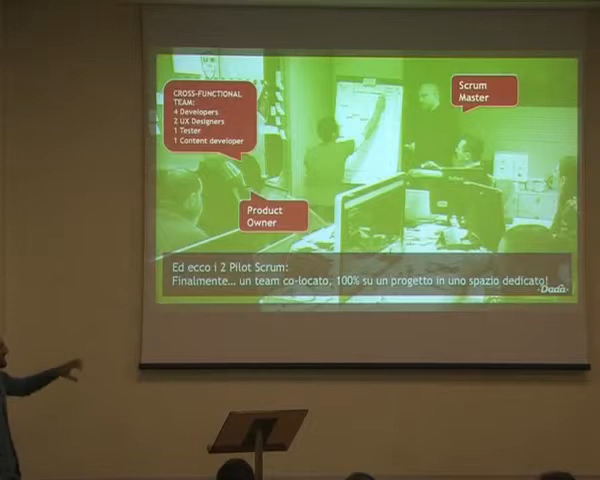 CROSS-FUNCTIONAL
TEAM:
4 Developers
2 UX Designers
1 Tester
1 Content developer
Scrum
Master
Product
Owner
Ed ecco i 2 Pilot Scrum:
Finalmente... un team co-locato, 100% su un progetto in uno spazio dedicato!
-Dada-